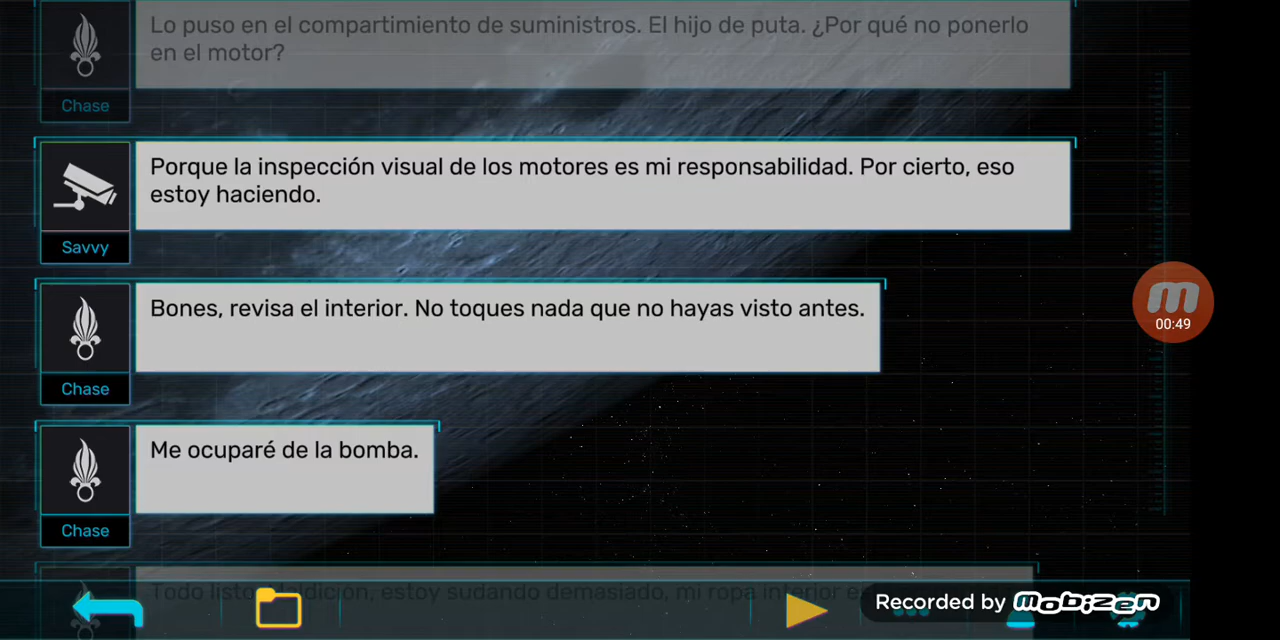 Lo puso en el compartimiento de suministros. El hijo de puta. ¿Por qué no ponerlo
en el motor?
Chase
Porque la inspección visual de los motores es mi responsabilidad. Por cierto, eso
estoy haciendo.
Savvy
00:49
Bones, revisa el interior. No toques nada que no hayas visto antes.
Chase
Me ocuparé de la bomba.
Chase
Todo listo. estoy sudando demasiado, mi ropa interior
Recorded by mobizen